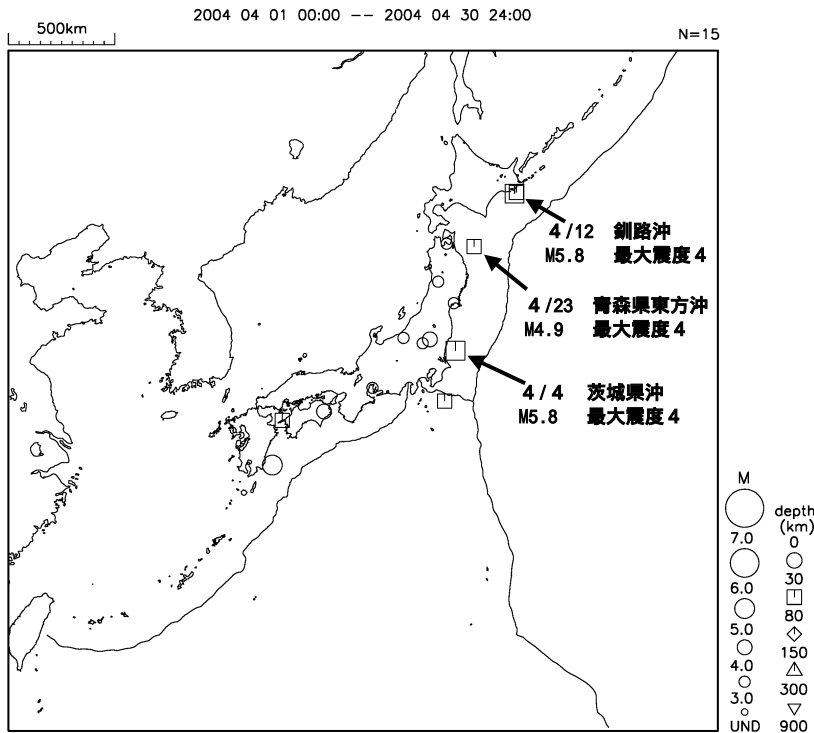 2004 04 01 00:00 -- 2004 04 30 24:00
500km
N=15
4/12 釧路沖
M5.8 最大震度4
4/23 青森県東方沖
M4.9 最大震度4
4/4 茨城県沖
M5.8 最大震度4
M
7.0
6.0
5.0
4.0
3.0
UND
depth
(km)
0
30
80
150
300
900